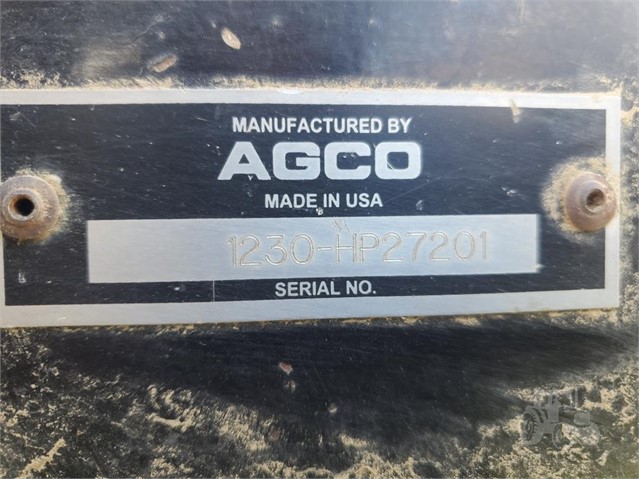 MANUFACTURED BY
AGCO
MADE IN USA
1230-HP27201
SERIAL NO.